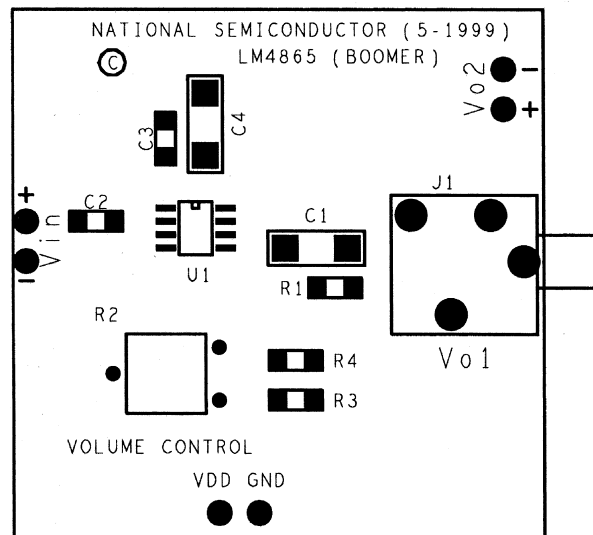 NATIONAL SEMICONDUCTOR (5-1999)
LM4865 (BOOMER)
©
Vo2
-
+
C3
C4
+
Vin
-
C2
U1
C1
J1
R1
R2
Vo1
R4
R3
VOLUME CONTROL
VDD GND